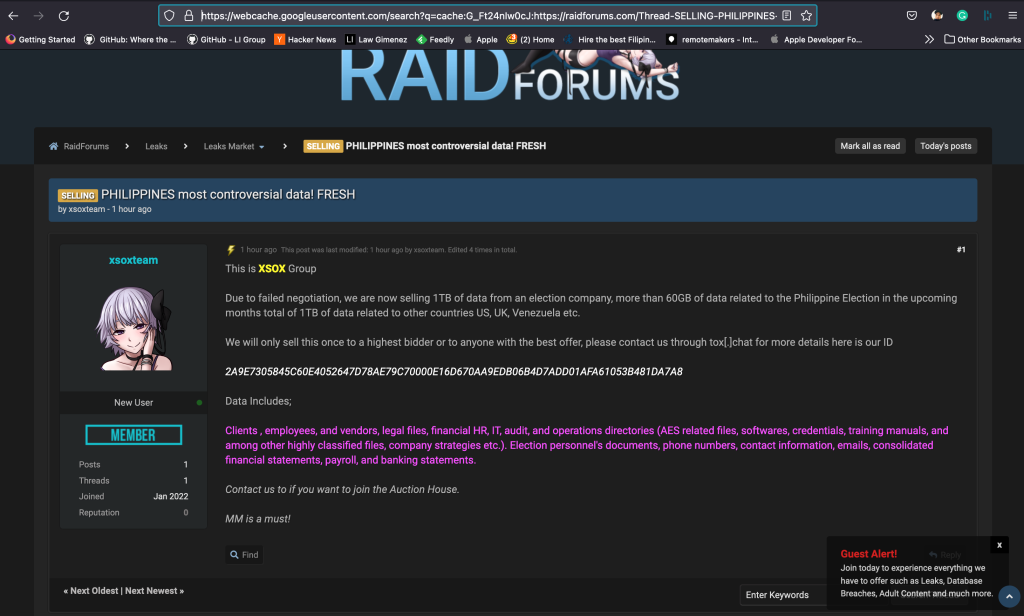 https://webcache.googleusercontent.com/search?q=cache:G_Ft24nIw0cJ:https://raidforums.com/Thread-SELLING-PHILIPPINES-
Getting Started GitHub: Where the ... GitHub - LI Group Hacker News Law Gimenez Feedly Apple (2) Home Hire the best Filipin... remotemakers - Int... Apple Developer Fo... Other Bookmarks
RAIDFORUMS
RaidForums Leaks Leaks Market SELLING PHILIPPINES most controversial data! FRESH Mark all as read Today's posts
SELLING PHILIPPINES most controversial data! FRESH
by xsoxteam - 1 hour ago
1 hour ago This post was last modified: 1 hour ago by xsoxteam. Edited 4 times in total. #1
xsoxteam
This is XSOX Group
Due to failed negotiation, we are now selling 1TB of data from an election company, more than 60GB of data related to the Philippine Election in the upcoming
months total of 1TB of data related to other countries US, UK, Venezuela etc.
We will only sell this once to a highest bidder or to anyone with the best offer, please contact us through tox[.]chat for more details here is our ID
2A9E7305845C60E4052647D78AE79C70000E16D670AA9EDB06B4D7ADD01AFA61053B481DA7A8
New User
Data Includes;
MEMBER
Clients , employees, and vendors, legal files, financial HR, IT, audit, and operations directories (AES related files, softwares, credentials, training manuals, and
among other highly classified files, company strategies etc.). Election personnel's documents, phone numbers, contact information, emails, consolidated
financial statements, payroll, and banking statements.
Posts 1
Threads 1
Joined Jan 2022
Reputation 0
Contact us to if you want to join the Auction House.
MM is a must!
Find
Reply
« Next Oldest | Next Newest »
Enter Keywords
Guest Alert! x
Join today to experience everything we
have to offer such as Leaks, Database
Breaches, Adult Content and much more.